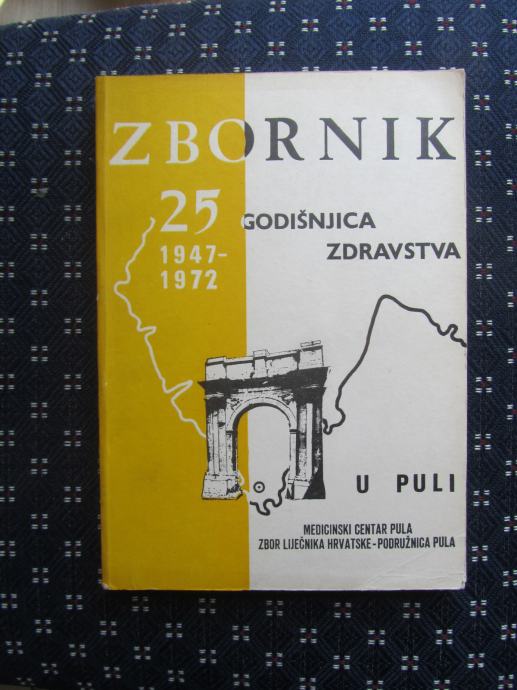 ZBORNIK
25 GODIŠNJICA
1947-
ZDRAVSTVA
1972
U PULI
MEDICINSKI CENTAR PULA
ZBOR LIJEČNIKA HRVATSKE-PODRUŽNICA PULA